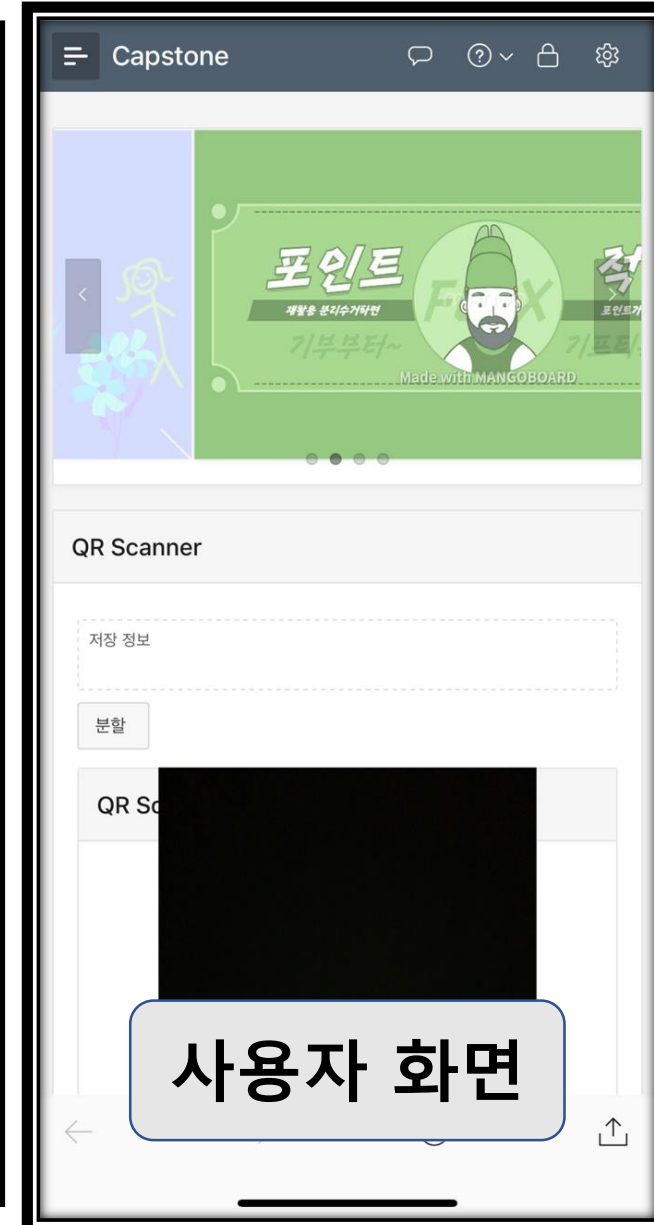 Capstone
포인트
재활용 분리수거하면
기부부터~
Made with MANGOBOARD
QR Scanner
저장 정보
분할
QR
사용자 화면